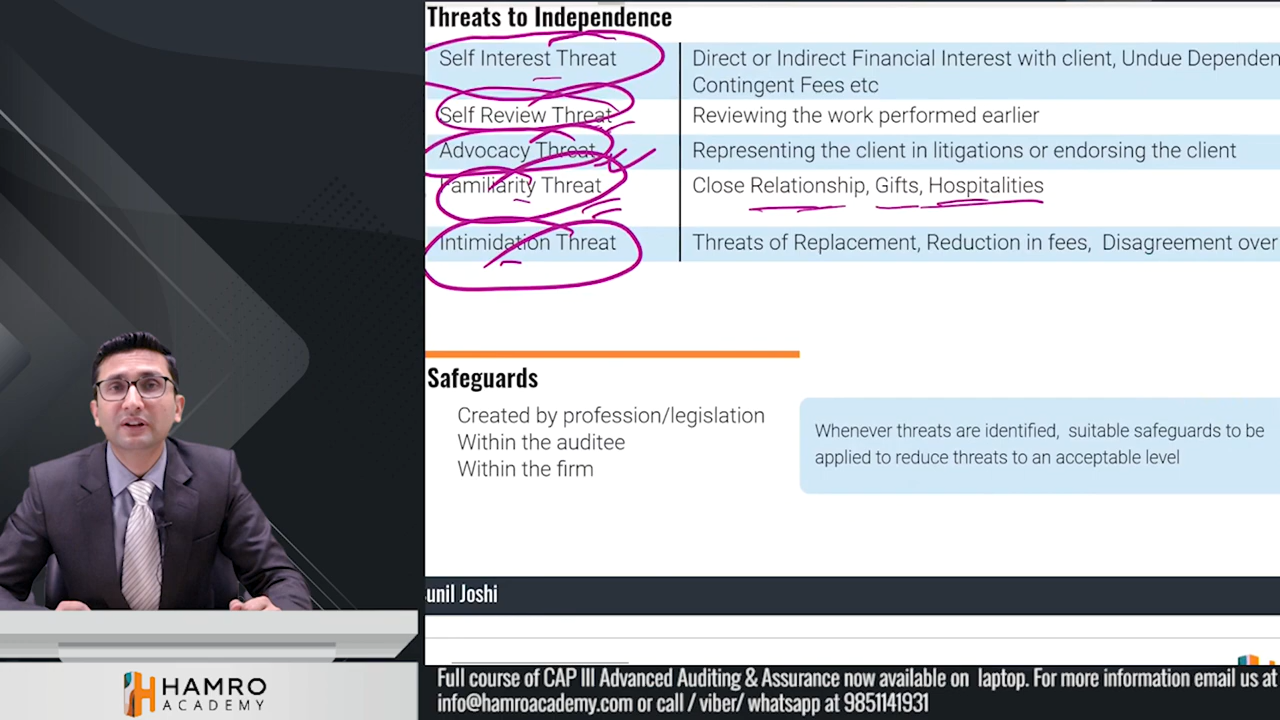 Threats to Independence
Self Interest Threat
Direct or Indirect Financial Interest with client, Undue Dependen
Contingent Fees etc
Self Review Threat
Reviewing the work performed earlier
Advocacy Threat
Representing the client in litigations or endorsing the client
Familiarity Threat
Close Relationship, Gifts, Hospitalities
Intimidation Threat
Threats of Replacement, Reduction in fees, Disagreement over
Safeguards
Created by profession/legislation
Within the auditee
Within the firm
Whenever threats are identified, suitable safeguards to be
applied to reduce threats to an acceptable level
unil Joshi
HAMRO
ACADEMY
Full course of CAP III Advanced Auditing & Assurance now available on laptop. For more information email us at
info@hamroacademy.com or call / viber/ whatsapp at 9851141931